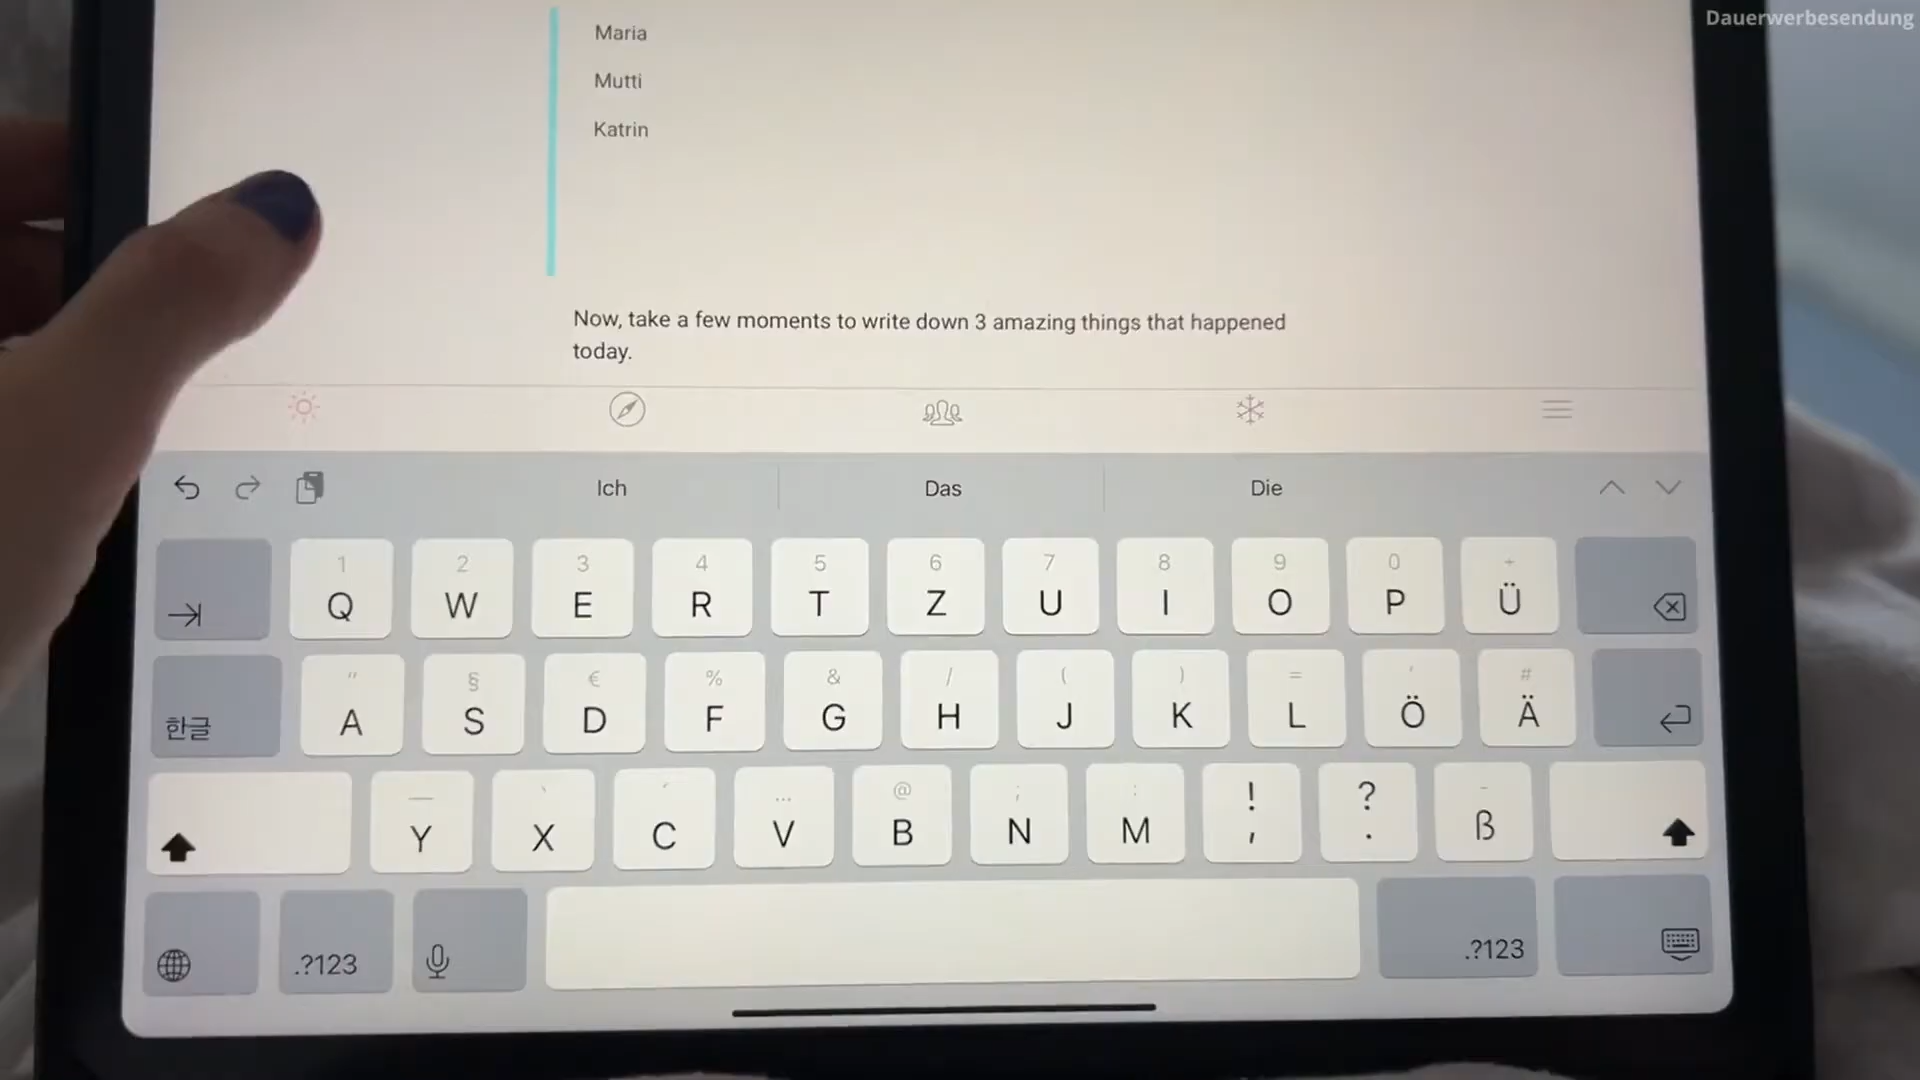 Dauerwerbesendung
Maria
Mutti
Katrin
Now, take a few moments to write down 3 amazing things that happened
today.
Ich Das Die
1 2 3 4 5 6 7 8 9 0 +
Q W E R T Z U I O P Ü
" § € % & / ( ) = ' #
한글 A S D F G H J K L Ö Ä
— ` ´ ... @ ; : ! ? -
Y X C V B N M , . ß
.?123 .?123